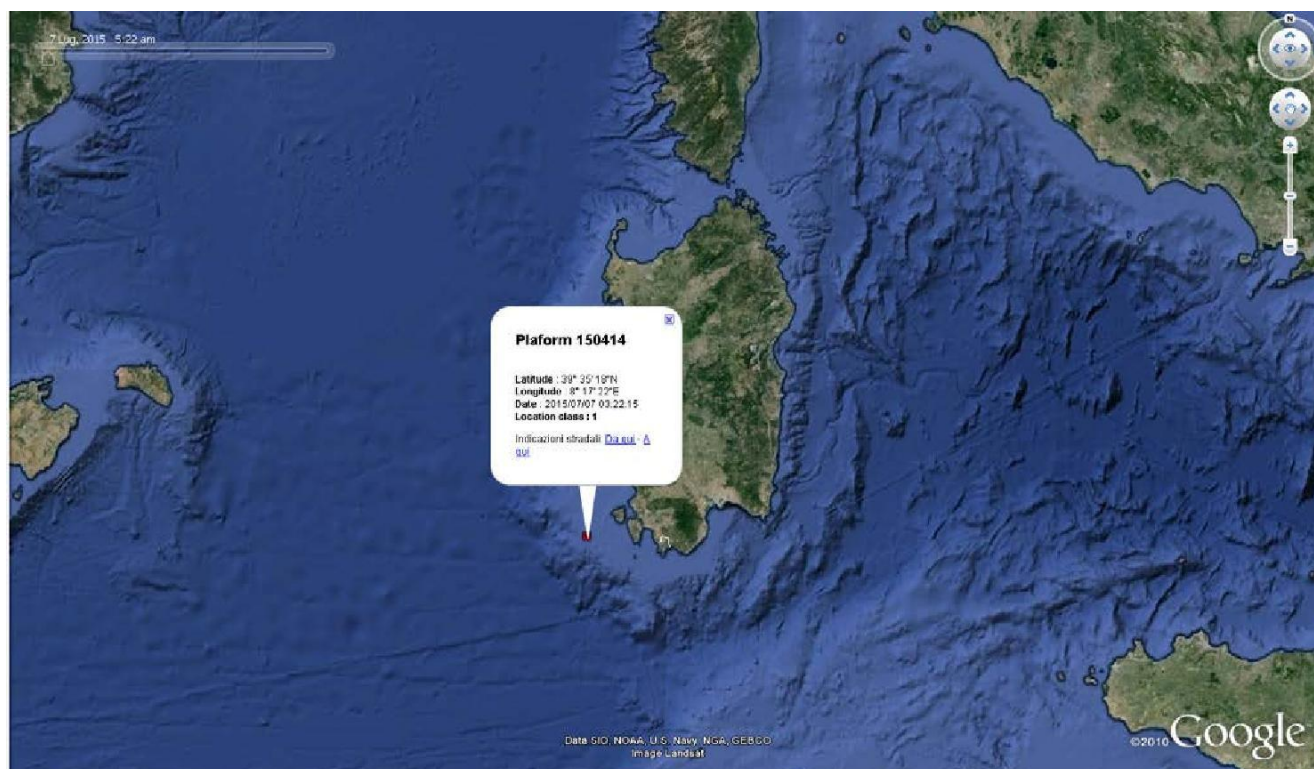 7 Lug, 2015 5:22 am
N
Plaform 150414
Latitude : 39° 35'18"N
Longitude : 8° 17'22"E
Date : 2015/07/07 03:22:15
Location class : 1
Indicazioni stradali: Da qui - A
qui
Data SIO, NOAA, U.S. Navy, NGA, GEBCO
Image Landsat
©2010 Google